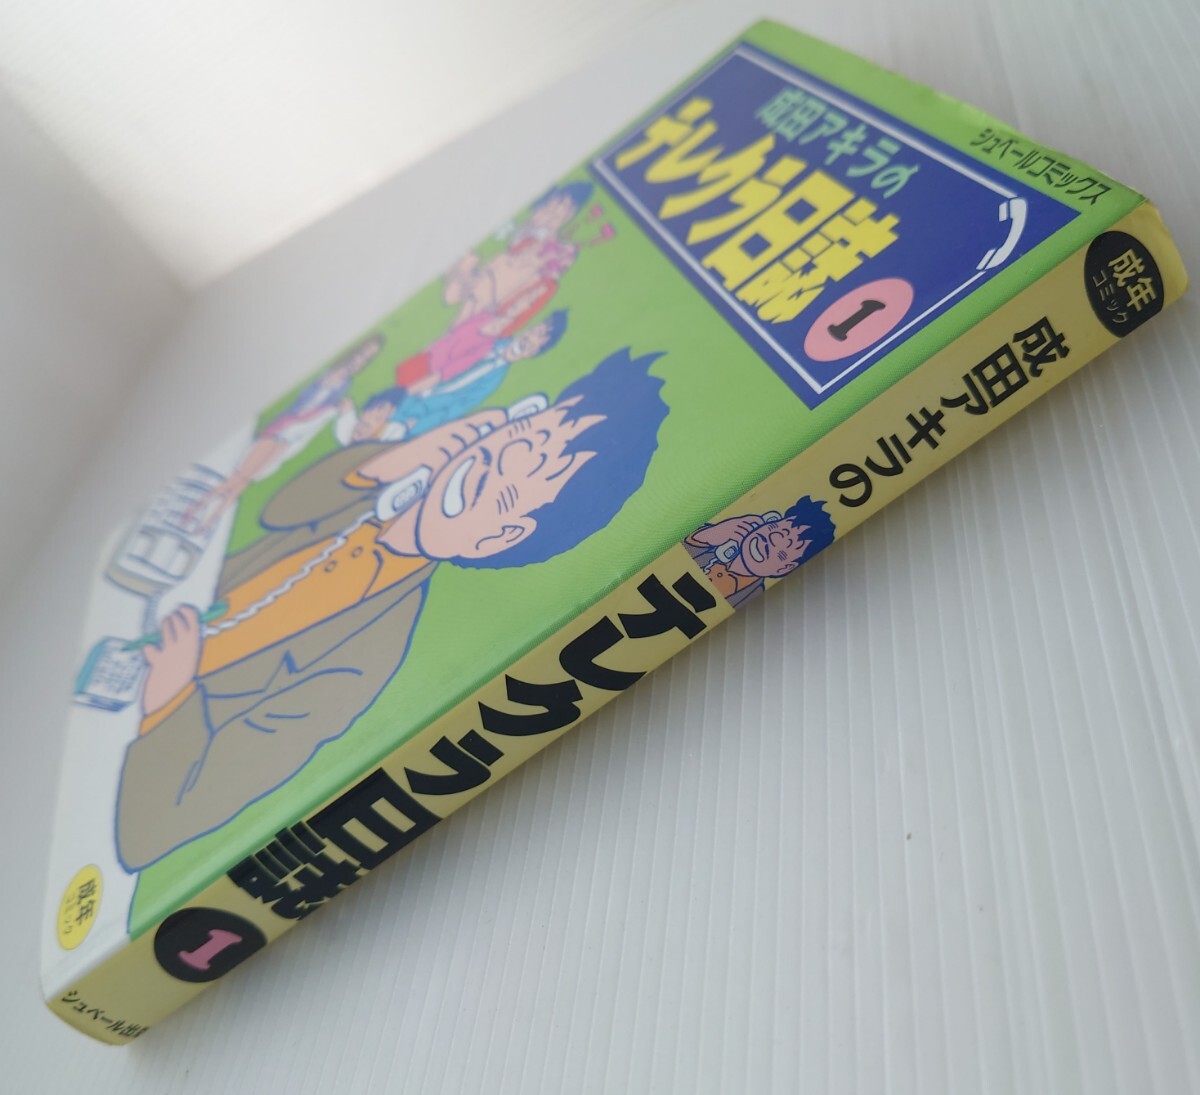 シュベールコミックス
成田アキラの
テレクラ日誌
1
成年
コミック
成年
コミック
成田アキラの
テレクラ日誌
1
シュベール出版